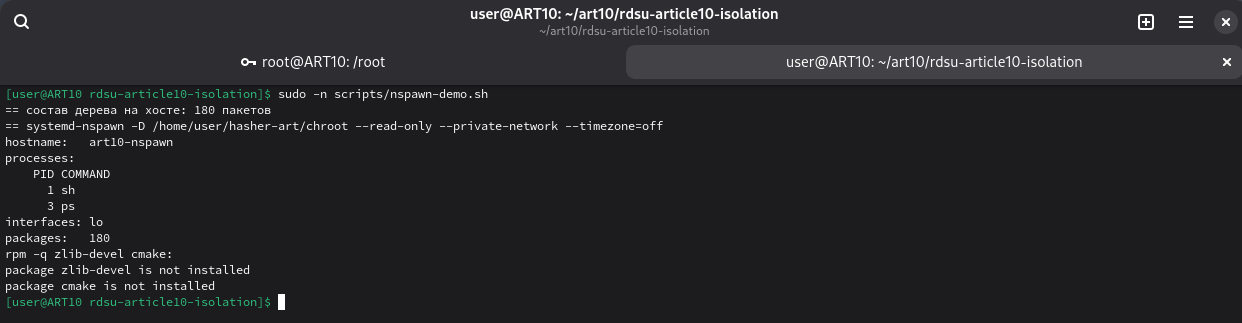 user@ART10: ~/art10/rdsu-article10-isolation
~/art10/rdsu-article10-isolation
root@ART10: /root
user@ART10: ~/art10/rdsu-article10-isolation
[user@ART10 rdsu-article10-isolation]$ sudo -n scripts/nspawn-demo.sh
== состав дерева на хосте: 180 пакетов
== systemd-nspawn -D /home/user/hasher-art/chroot --read-only --private-network --timezone=off
hostname:   art10-nspawn
processes:
    PID COMMAND
      1 sh
      3 ps
interfaces: lo
packages:   180
rpm -q zlib-devel cmake:
package zlib-devel is not installed
package cmake is not installed
[user@ART10 rdsu-article10-isolation]$